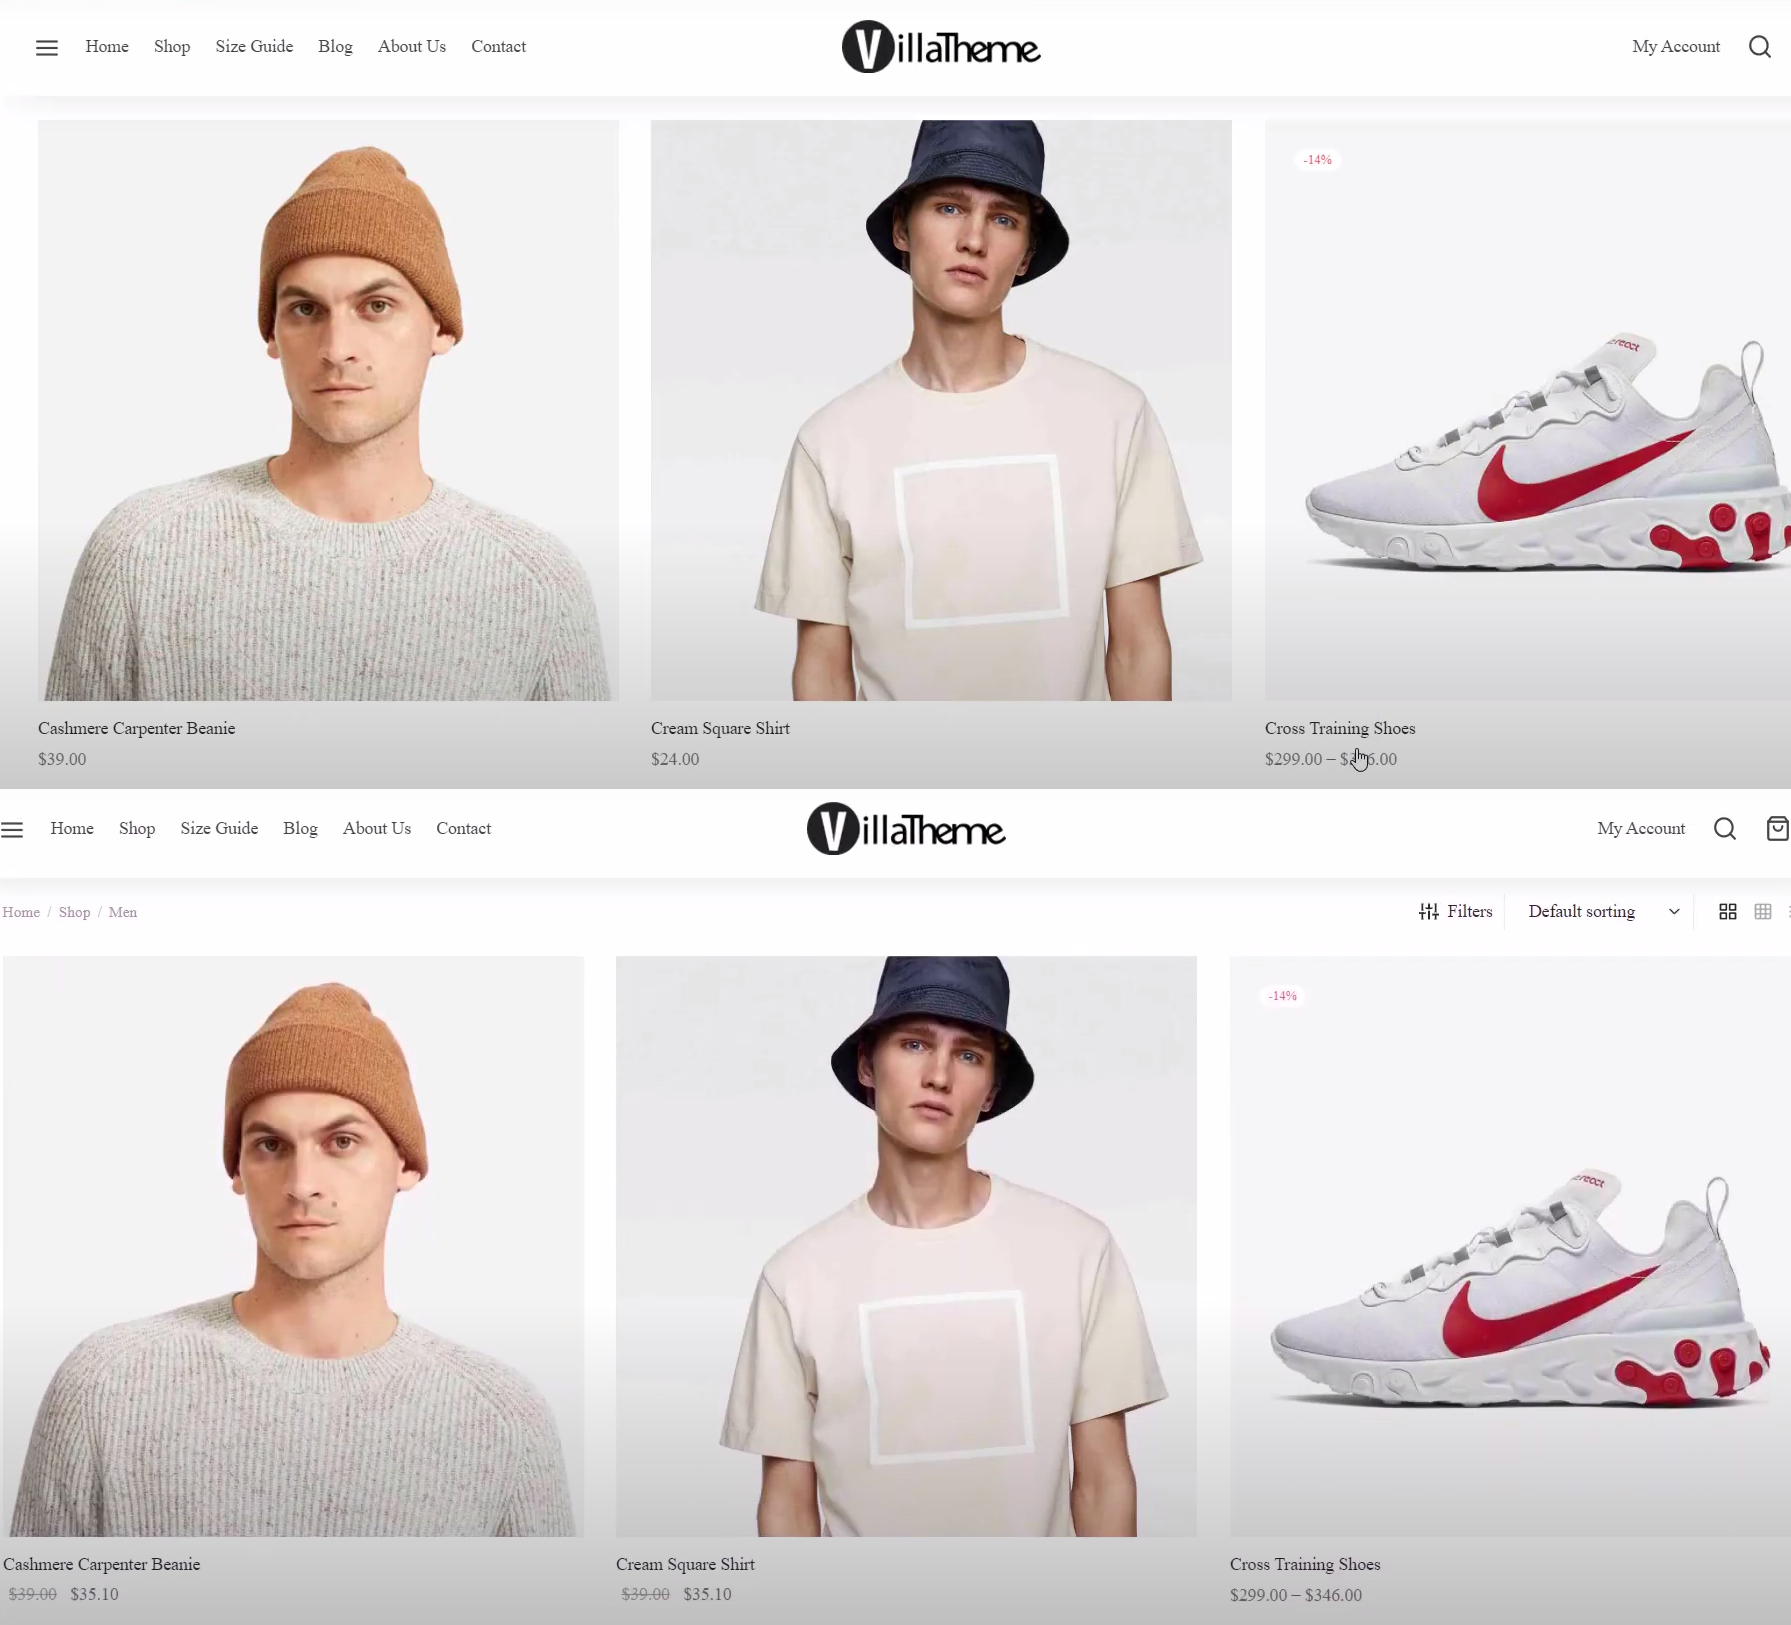 Home Shop Size Guide Blog About Us Contact
VillaTheme
My Account
-14%
react
Cashmere Carpenter Beanie
Cream Square Shirt
Cross Training Shoes
$39.00
$24.00
$299.00 – $
6.00
Home Shop Size Guide Blog About Us Contact
VillaTheme
My Account
Home / Shop / Men
Filters
Default sorting
-14%
react
Cashmere Carpenter Beanie
Cream Square Shirt
Cross Training Shoes
$39.00 $35.10
$39.00 $35.10
$299.00 – $346.00